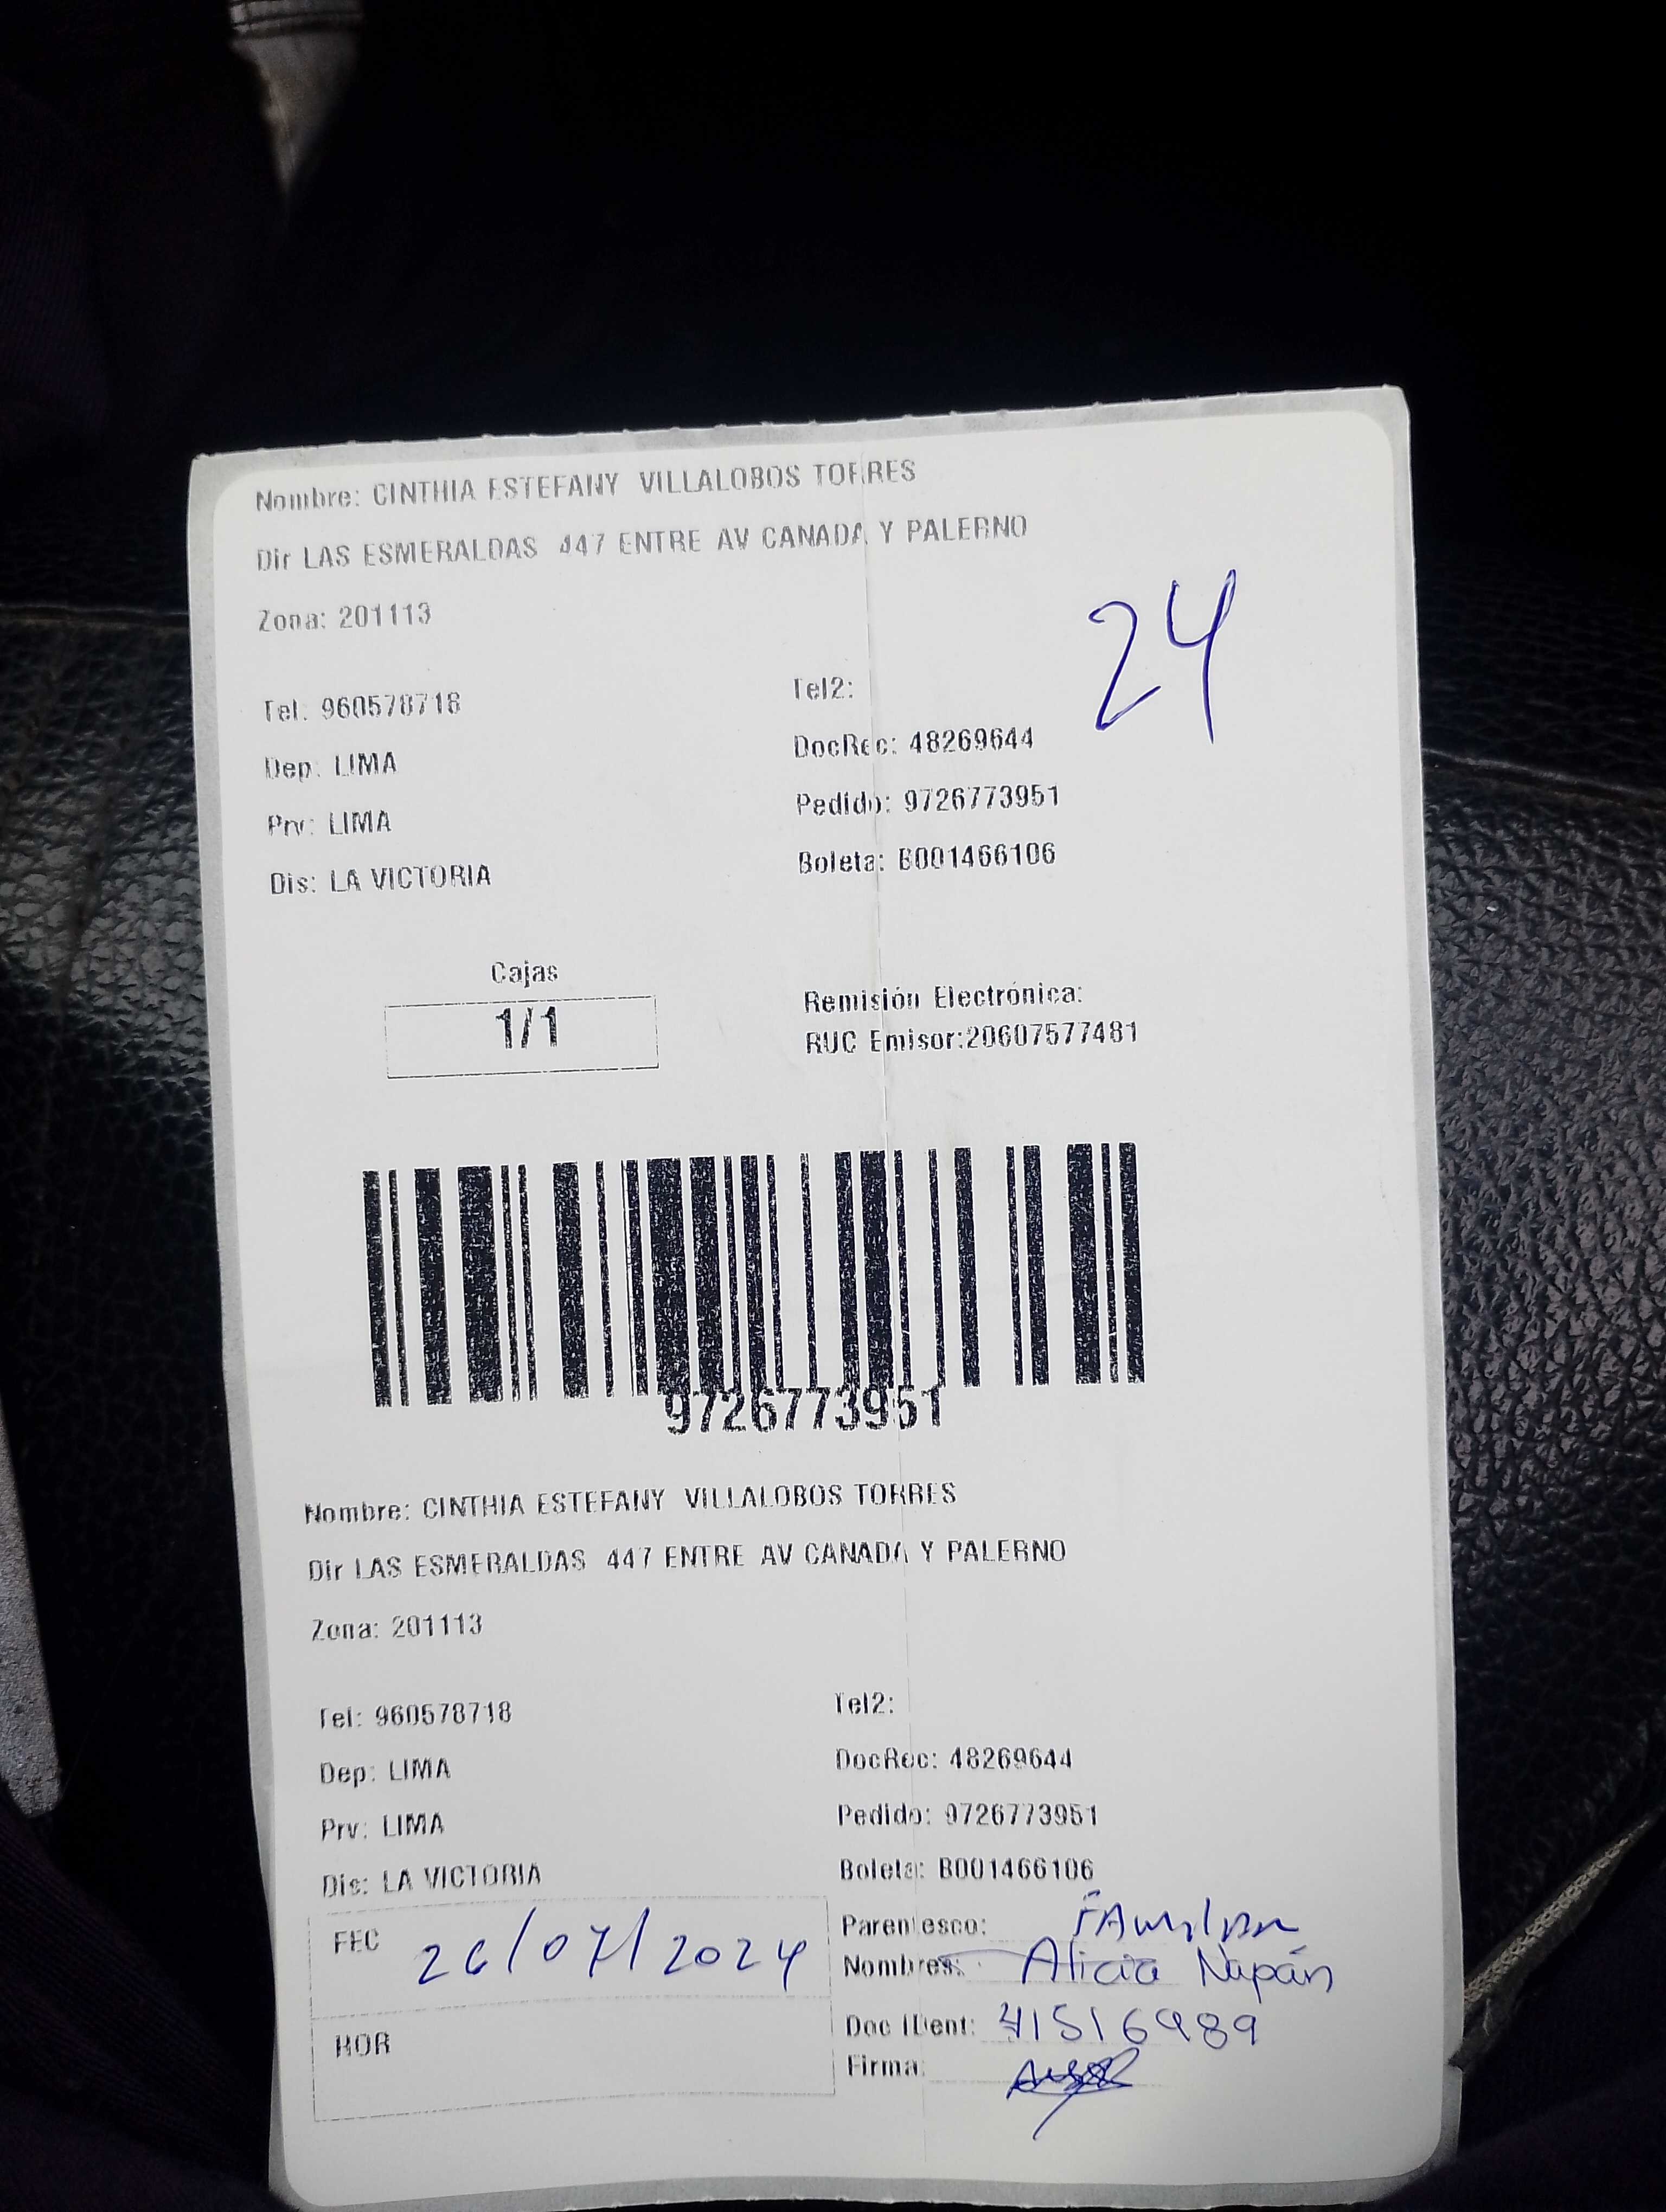 Nombre: CINTHIA ESTEFANY VILLALOBOS TORRES
Dir LAS ESMERALDAS 447 ENTRE AV CANADA Y PALERNO
Zona: 201113
24
Tel. 960578718 Tel2:
Dep: LIMA DocRec: 48269644
Prv: LIMA Pedido: 9726773951
Dis: LA VICTORIA Boleta: B001466106
Cajas
1/1
Remisión Electrónica:
RUC Emisor:20607577481
9726773951
Nombre: CINTHIA ESTEFANY VILLALOBOS TORRES
Dir LAS ESMERALDAS 447 ENTRE AV CANADA Y PALERNO
Zona: 201113
Tel: 960578718 Tel2:
Dep: LIMA DocRec: 48269644
Prv: LIMA Pedido: 9726773951
Dis: LA VICTORIA Boleta: B001466106
FEC 26/07/2024
HOR
Parentesco: FAmiliar
Nombres: Alicia Napán
Doc IDent: 41516989
Firma: